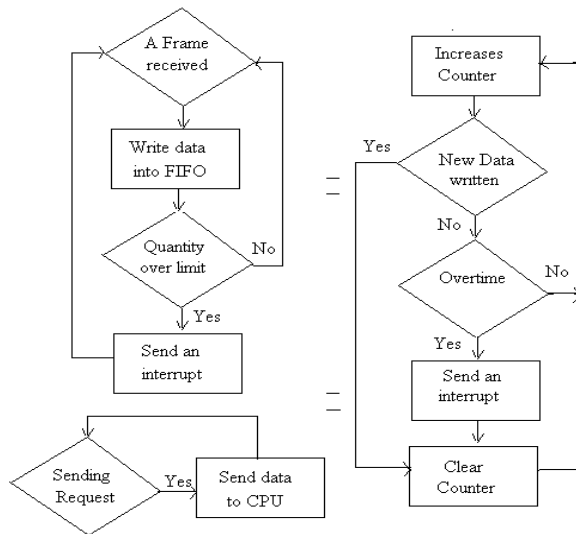 A Frame
received
Write data
into FIFO
Quantity
over limit
No
Yes
Send an
interrupt
Sending
Request
Yes
Send data
to CPU
Increases
Counter
Yes
New Data
written
No
Overtime
No
Yes
Send an
interrupt
Clear
Counter